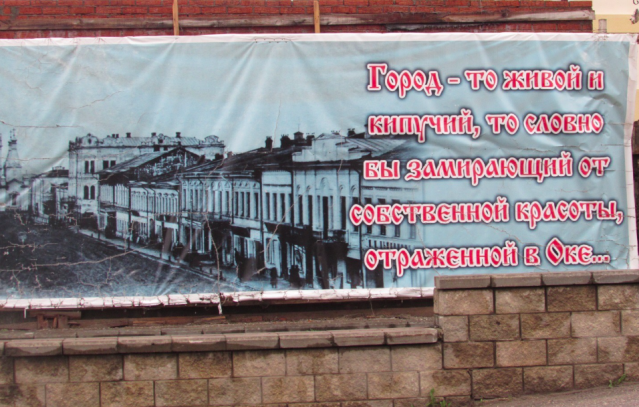 Город - то живой и
кипучий, то словно
бы замирающий от
собственной красоты,
отраженной в Оке...